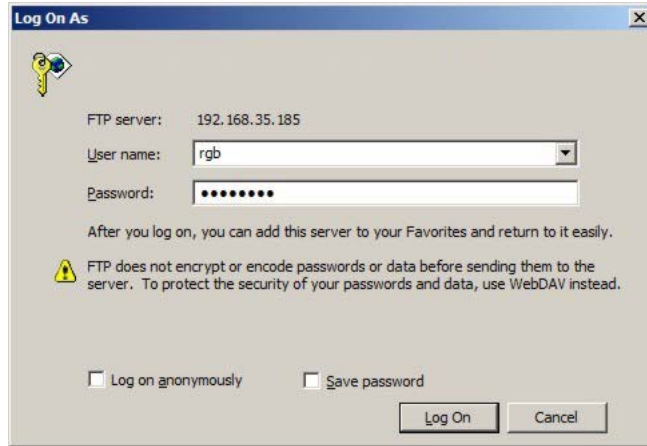 Log On As
FTP server: 192.168.35.185
User name: rgb
Password: ●●●●●●●●
After you log on, you can add this server to your Favorites and return to it easily.
FTP does not encrypt or encode passwords or data before sending them to the
server. To protect the security of your passwords and data, use WebDAV instead.
Log on anonymously Save password
Log On Cancel